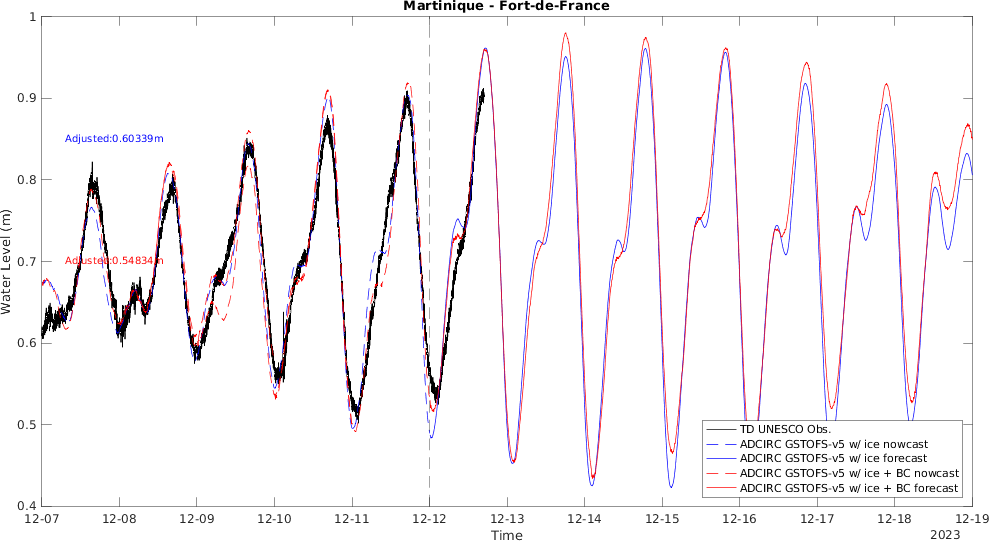 Martinique - Fort-de-France
1
0.9
0.8
0.7
0.6
0.5
0.4
Water Level (m)
Adjusted:0.60339m
Adjusted:0.54834m
TD UNESCO Obs.
ADCIRC GSTOFS-v5 w/ ice nowcast
ADCIRC GSTOFS-v5 w/ ice forecast
ADCIRC GSTOFS-v5 w/ ice + BC nowcast
ADCIRC GSTOFS-v5 w/ ice + BC forecast
12-07 12-08 12-09 12-10 12-11 12-12 12-13 12-14 12-15 12-16 12-17 12-18 12-19
Time
2023